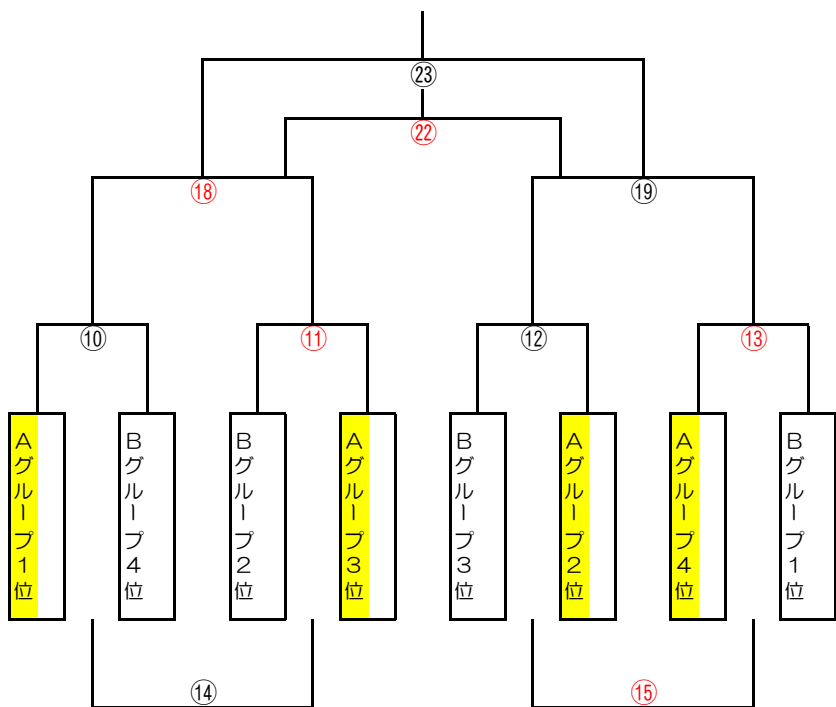 ㉓
㉒
⑱
⑲
⑩
⑪
⑫
⑬
Aグループ1位
Bグループ4位
Bグループ2位
Aグループ3位
Bグループ3位
Aグループ2位
Aグループ4位
Bグループ1位
⑭
⑮